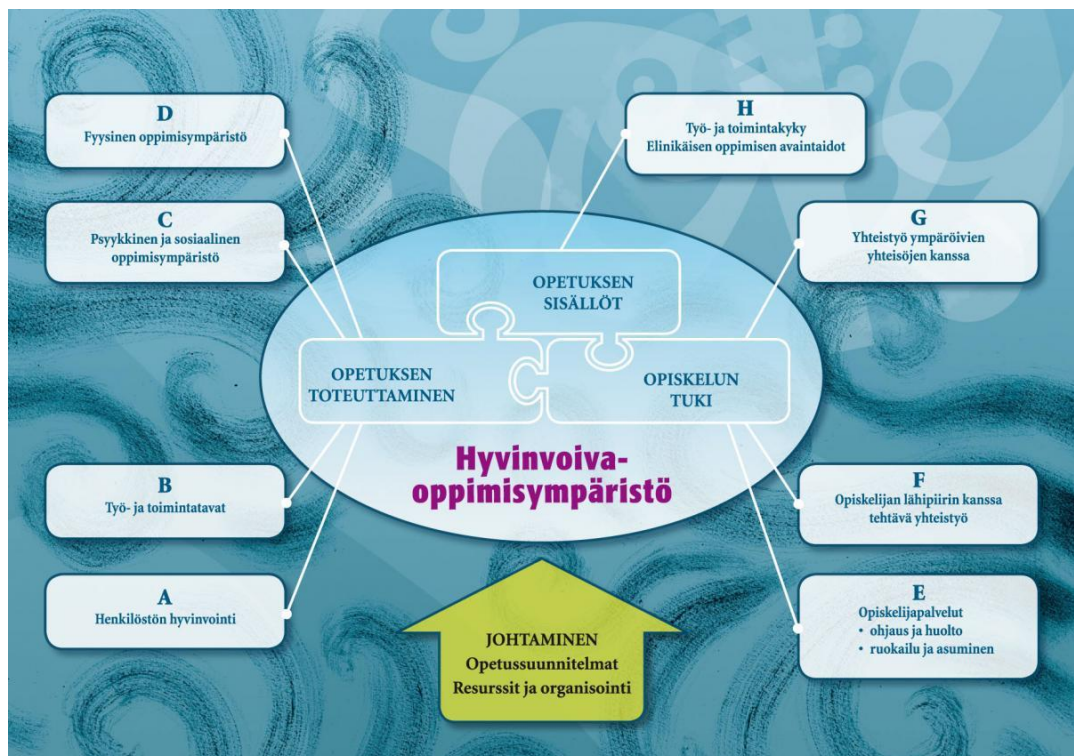 D
Fyysinen oppimisympäristö
H
Työ- ja toimintakyky
Elinikäisen oppimisen avaintaidot
C
Psyykkinen ja sosiaalinen
oppimisympäristö
G
Yhteistyö ympäröivien
yhteisöjen kanssa
OPETUKSEN
SISÄLLÖT
OPETUKSEN
TOTEUTTAMINEN
OPISKELUN
TUKI
Hyvinvoiva-
oppimisympäristö
B
Työ- ja toimintatavat
F
Opiskelijan lähipiirin kanssa
tehtävä yhteistyö
A
Henkilöstön hyvinvointi
E
Opiskelijapalvelut
• ohjaus ja huolto
• ruokailu ja asuminen
JOHTAMINEN
Opetussuunnitelmat
Resurssit ja organisointi